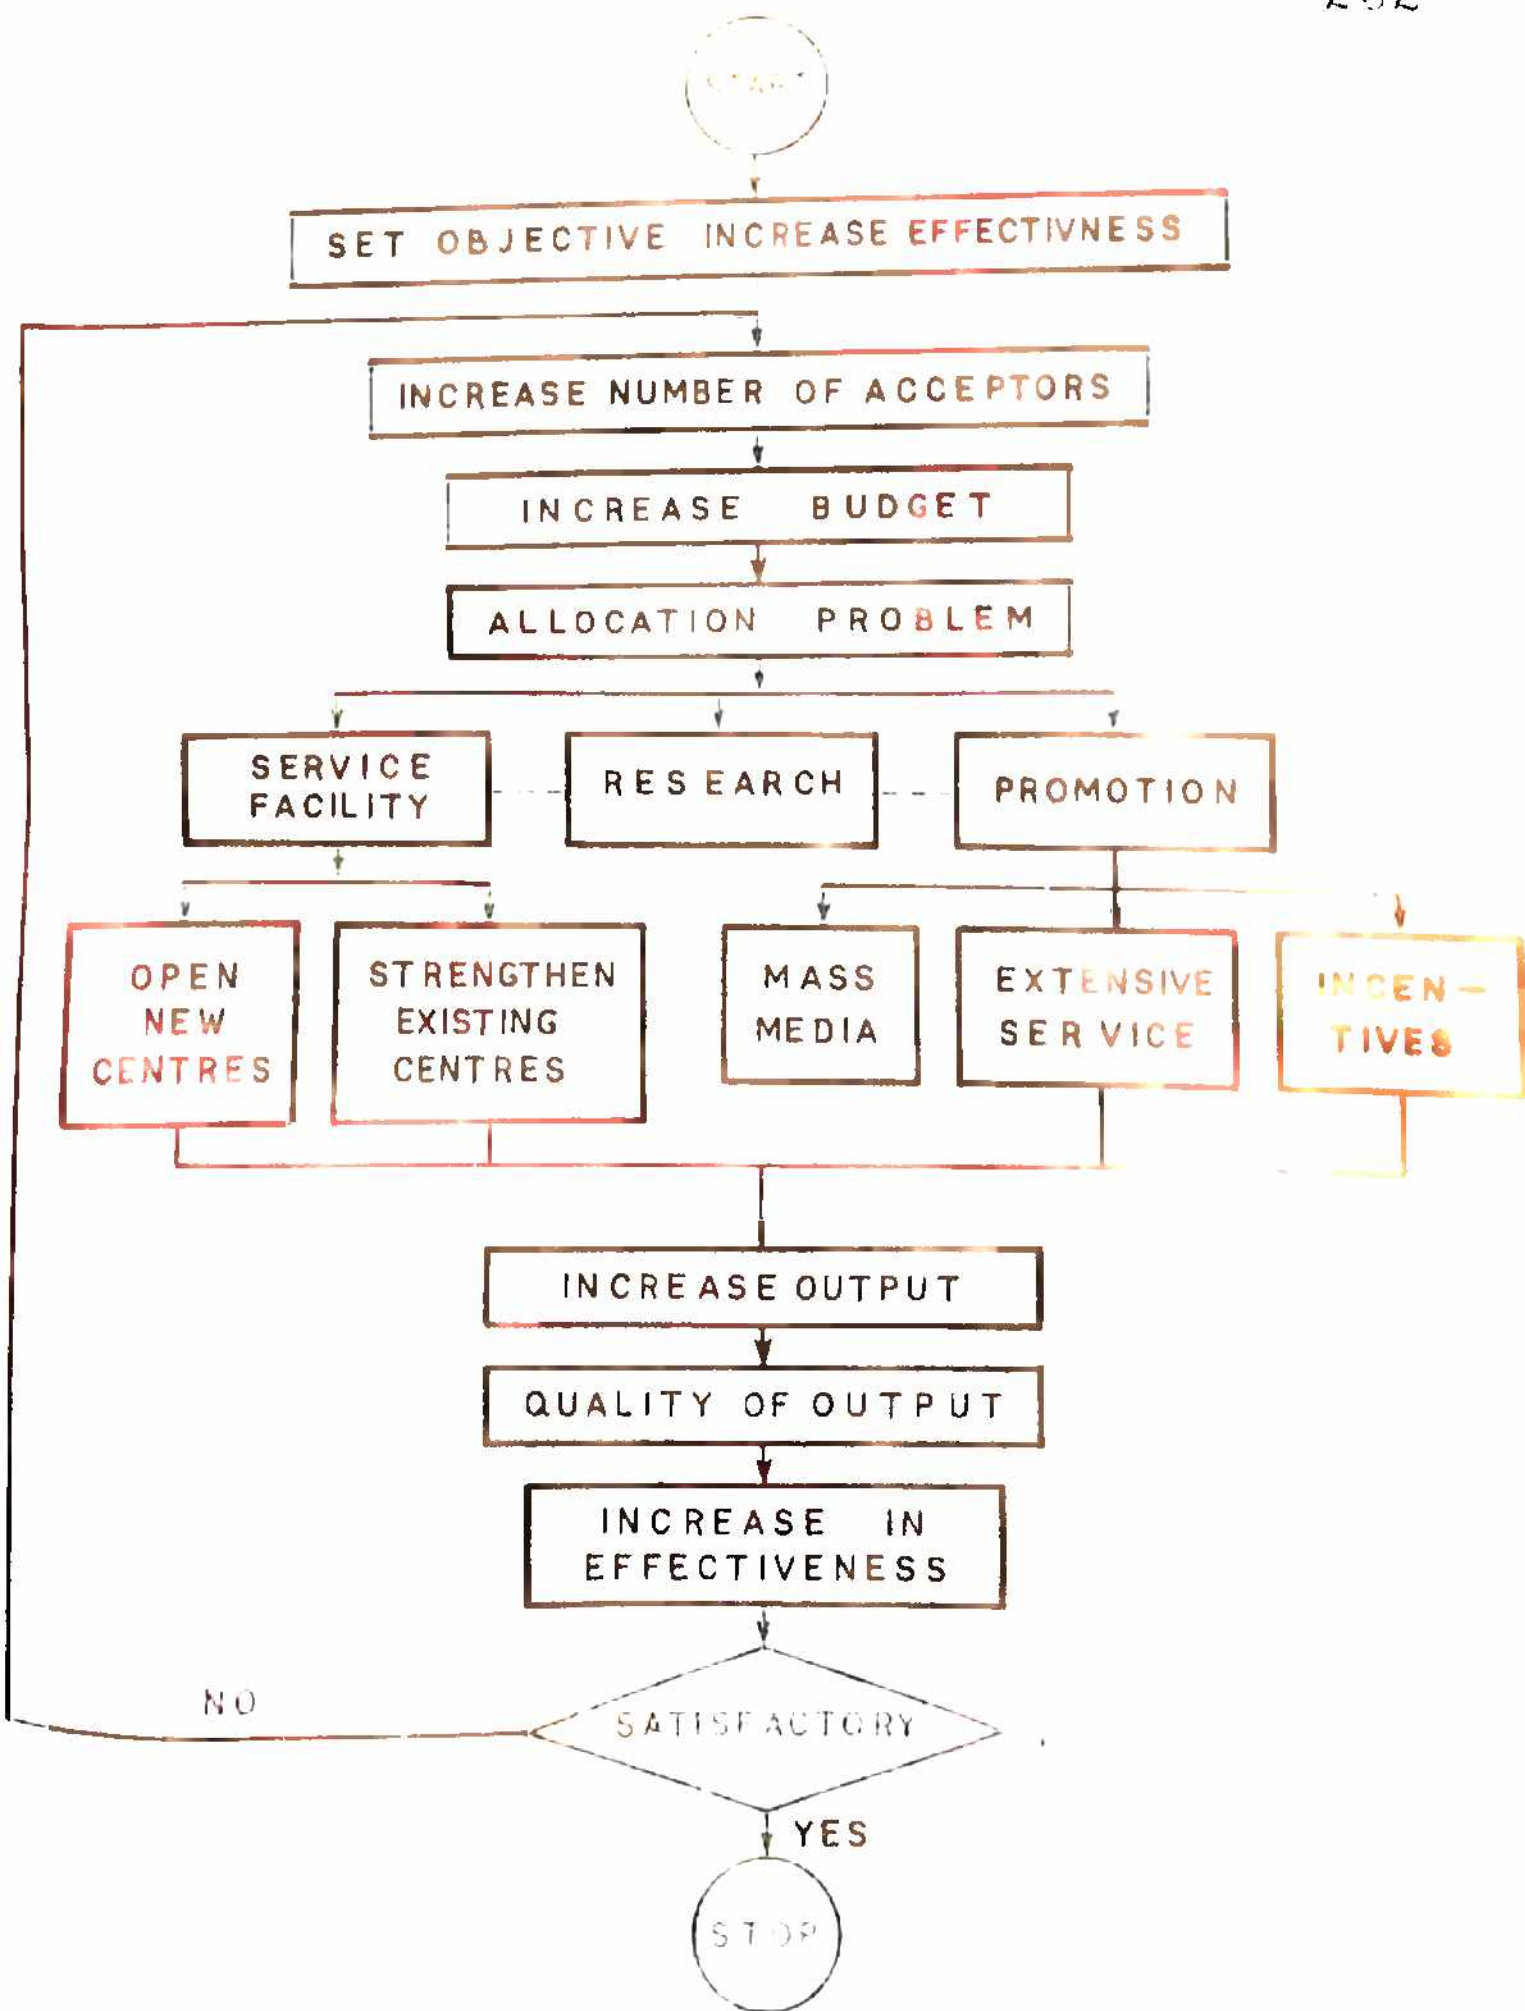 START
SET OBJECTIVE INCREASE EFFECTIVNESS
INCREASE NUMBER OF ACCEPTORS
INCREASE BUDGET
ALLOCATION PROBLEM
SERVICE
FACILITY
RESEARCH
PROMOTION
OPEN
NEW
CENTRES
STRENGTHEN
EXISTING
CENTRES
MASS
MEDIA
EXTENSIVE
SERVICE
INCEN-
TIVES
INCREASE OUTPUT
QUALITY OF OUTPUT
INCREASE IN
EFFECTIVENESS
SATISFACTORY
NO
YES
STOP